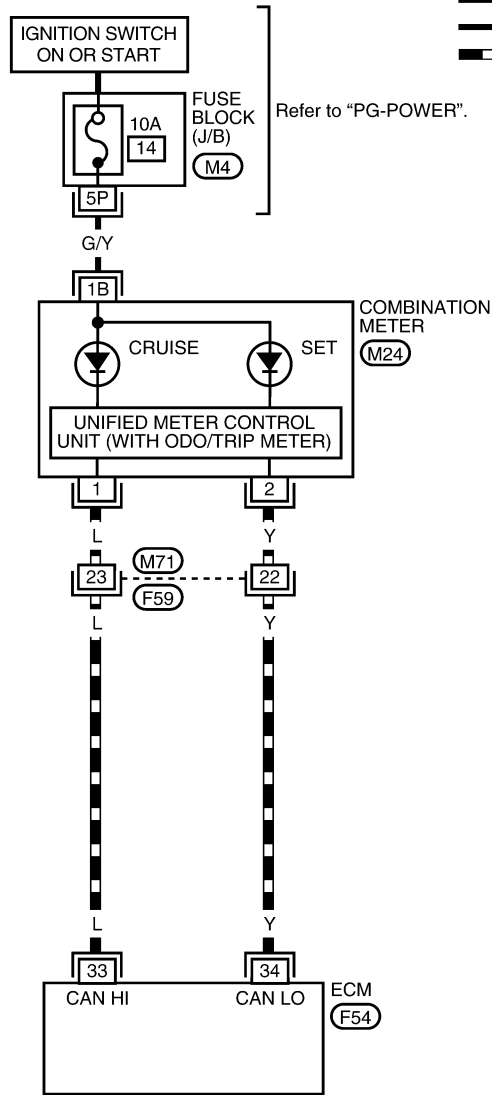 IGNITION SWITCH
ON OR START
FUSE
BLOCK
(J/B)
10A
14
M4
Refer to “PG-POWER”.
5P
G/Y
1B
COMBINATION
METER
M24
CRUISE
SET
UNIFIED METER CONTROL
UNIT (WITH ODO/TRIP METER)
1
2
L
Y
M71
23
22
F59
L
Y
L
Y
33
34
CAN HI
CAN LO
ECM
F54